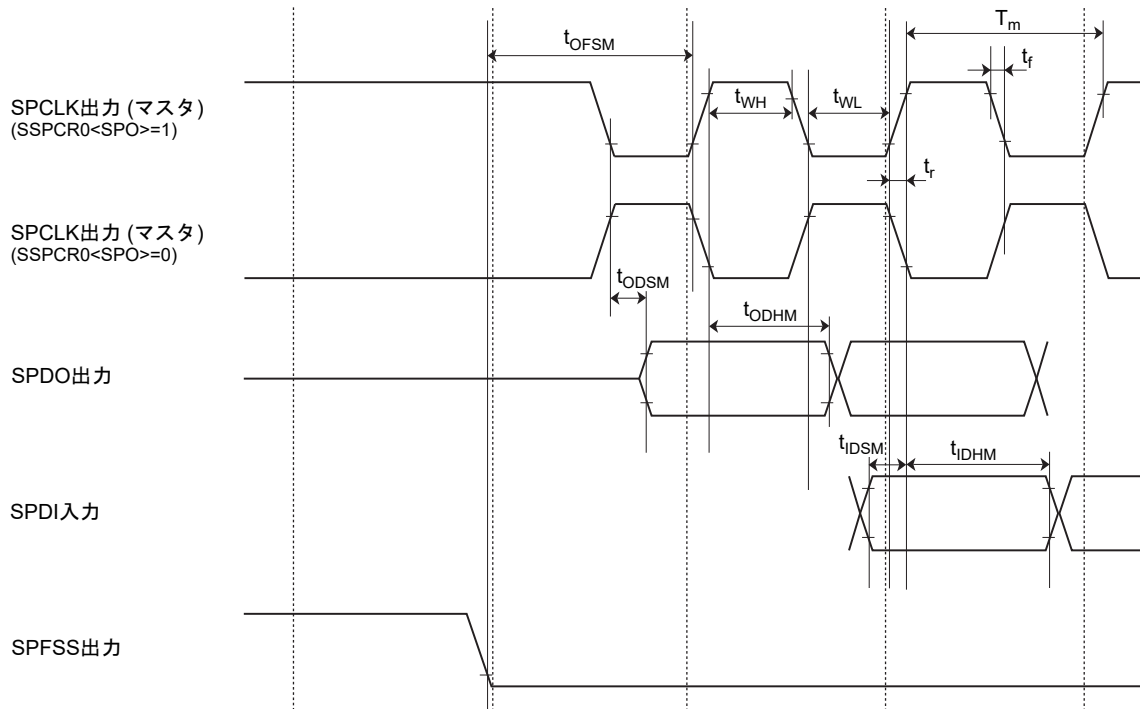 t_OFSM
T_m
t_f
SPCLK出力 (マスタ)
(SSPCR0<SPO>=1)
t_WH
t_WL
t_r
SPCLK出力 (マスタ)
(SSPCR0<SPO>=0)
t_ODSM
t_ODHM
SPDO出力
t_IDSM
t_IDHM
SPDI入力
SPFSS出力